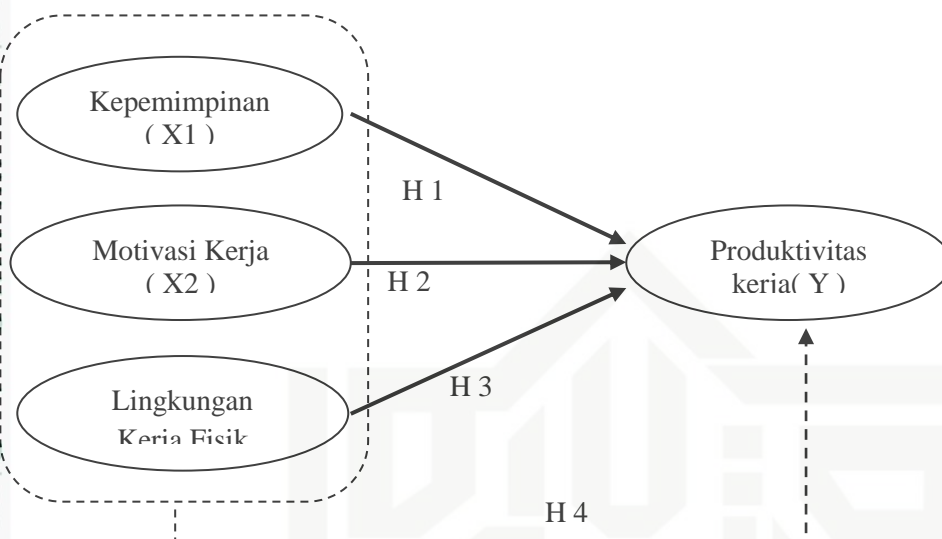 Kepemimpinan
( X1 )
H 1
Motivasi Kerja
( X2 )
H 2
Produktivitas
kerja( Y )
Lingkungan
Kerja Fisik
H 3
H 4